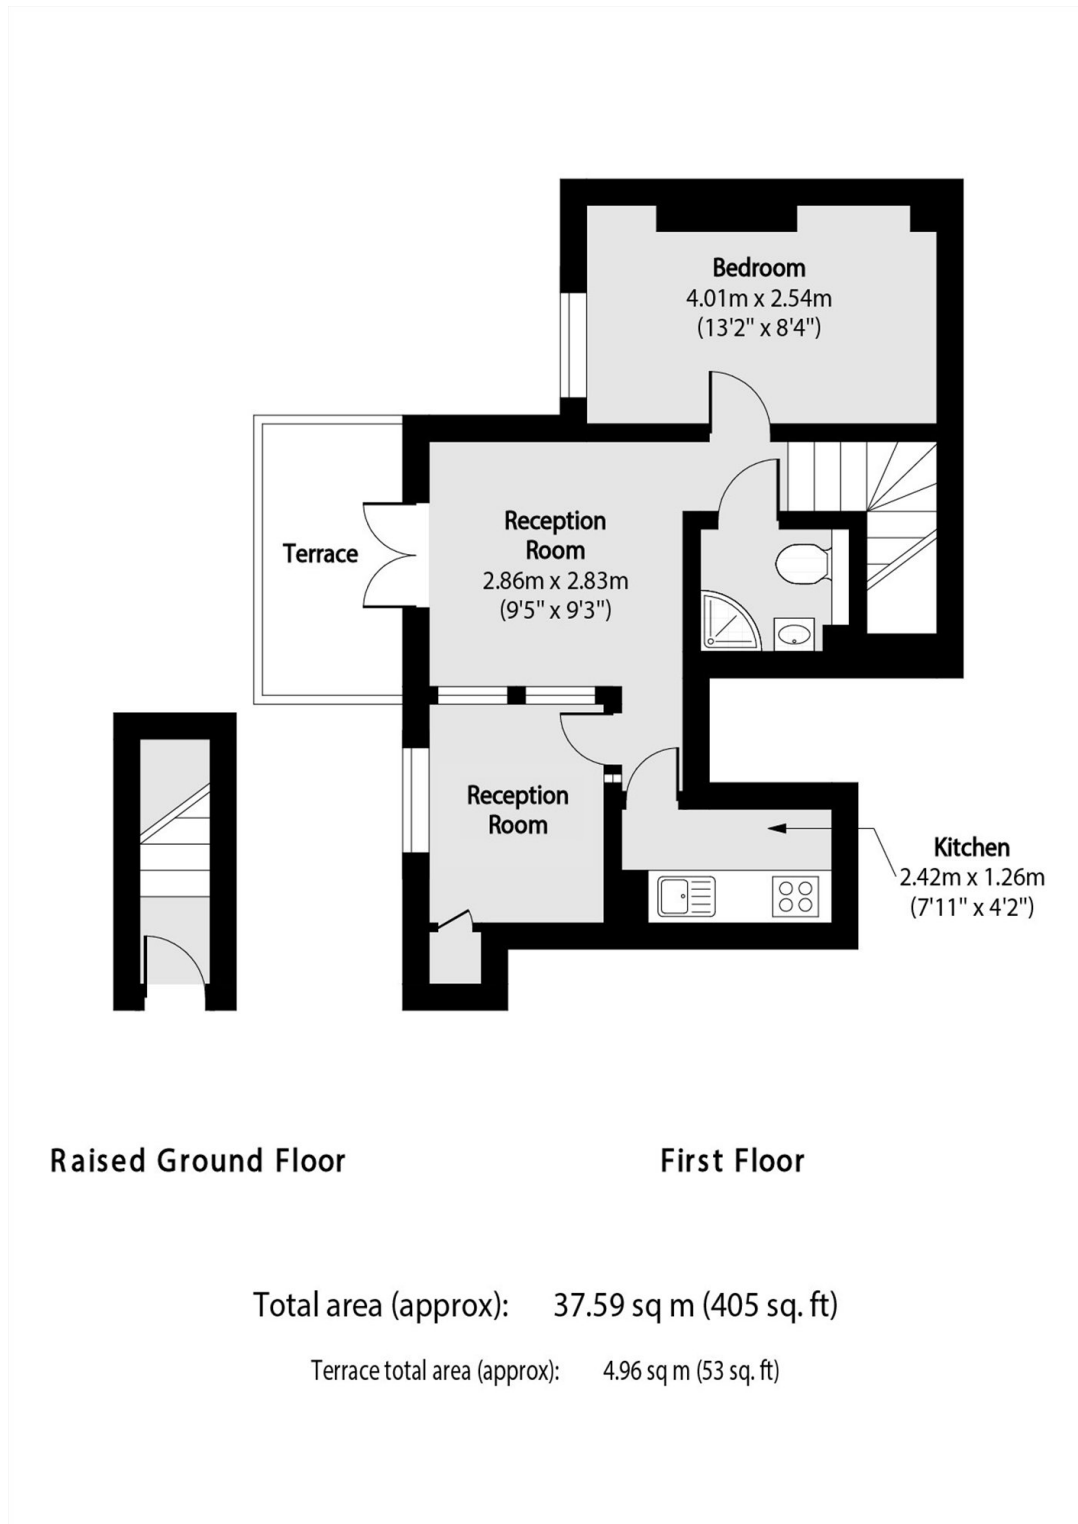 Bedroom
4.01m x 2.54m
(13'2" x 8'4")
Reception
Room
2.86m x 2.83m
(9'5" x 9'3")
Terrace
Reception
Room
Kitchen
2.42m x 1.26m
(7'11" x 4'2")
Raised Ground Floor
First Floor
Total area (approx): 37.59 sq m (405 sq. ft)
Terrace total area (approx): 4.96 sq m (53 sq. ft)